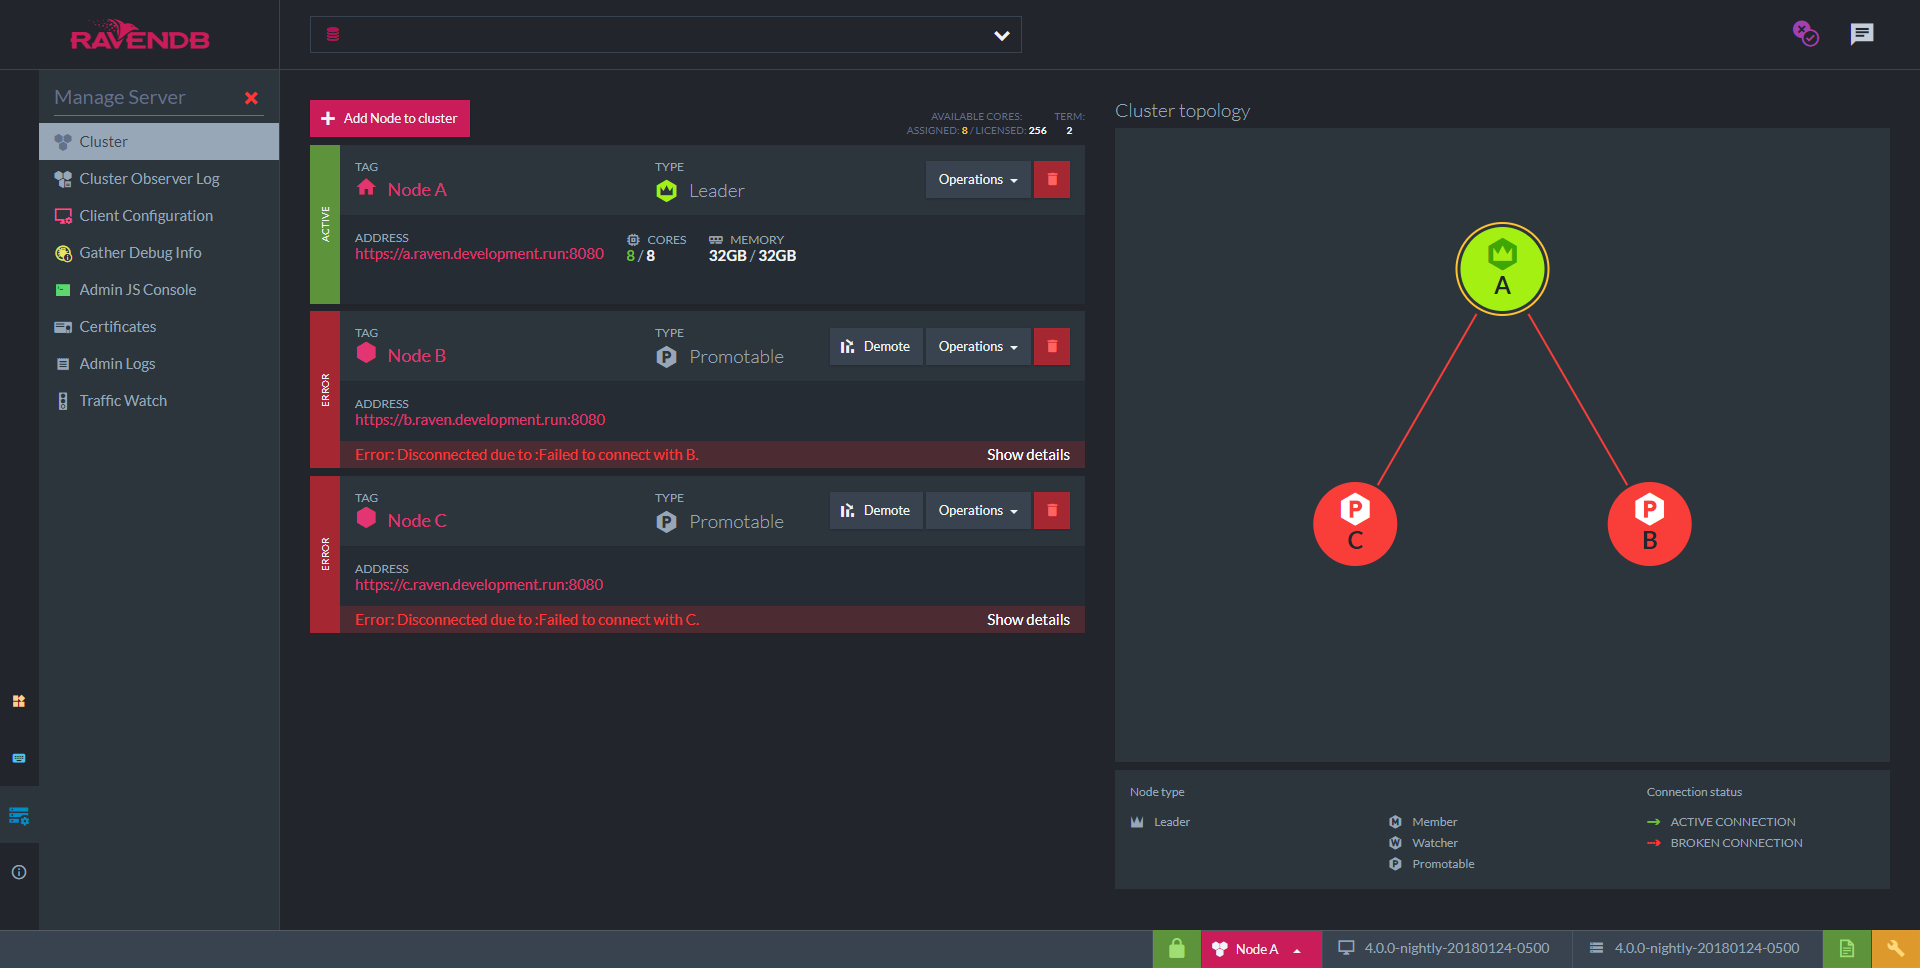 RAVENDB
Manage Server
Cluster
Cluster Observer Log
Client Configuration
Gather Debug Info
Admin JS Console
Certificates
Admin Logs
Traffic Watch
Add Node to cluster
AVAILABLE CORES:
ASSIGNED: 8 / LICENSED: 256
TERM:
2
ACTIVE
TAG
Node A
TYPE
Leader
Operations
ADDRESS
https://a.raven.development.run:8080
CORES
8 / 8
MEMORY
32GB / 32GB
ERROR
TAG
Node B
TYPE
P Promotable
Demote
Operations
ADDRESS
https://b.raven.development.run:8080
Error: Disconnected due to :Failed to connect with B.
Show details
ERROR
TAG
Node C
TYPE
P Promotable
Demote
Operations
ADDRESS
https://c.raven.development.run:8080
Error: Disconnected due to :Failed to connect with C.
Show details
Cluster topology
A
P
C
P
B
Node type
Leader
M Member
W Watcher
P Promotable
Connection status
ACTIVE CONNECTION
BROKEN CONNECTION
Node A
4.0.0-nightly-20180124-0500
4.0.0-nightly-20180124-0500